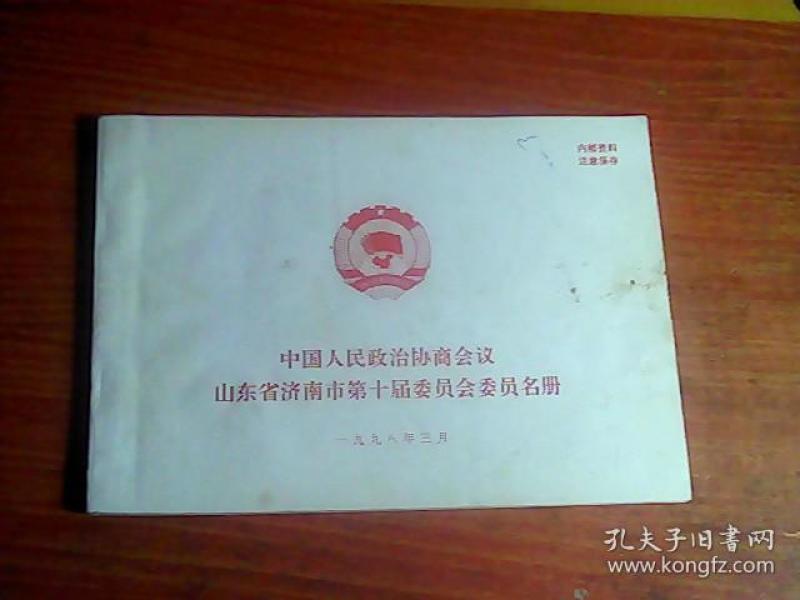 内部资料
注意保存
中国人民政治协商会议
山东省济南市第十届委员会委员名册
一九九八年三月
孔夫子旧书网
www.kongfz.com